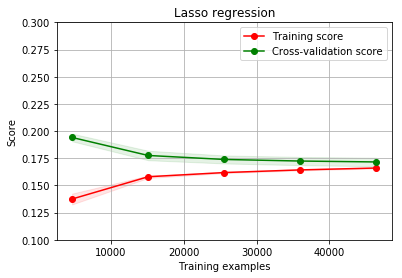 Lasso regression
0.300
0.275
0.250
0.225
0.200
0.175
0.150
0.125
0.100
Score
Training score
Cross-validation score
10000
20000
30000
40000
Training examples